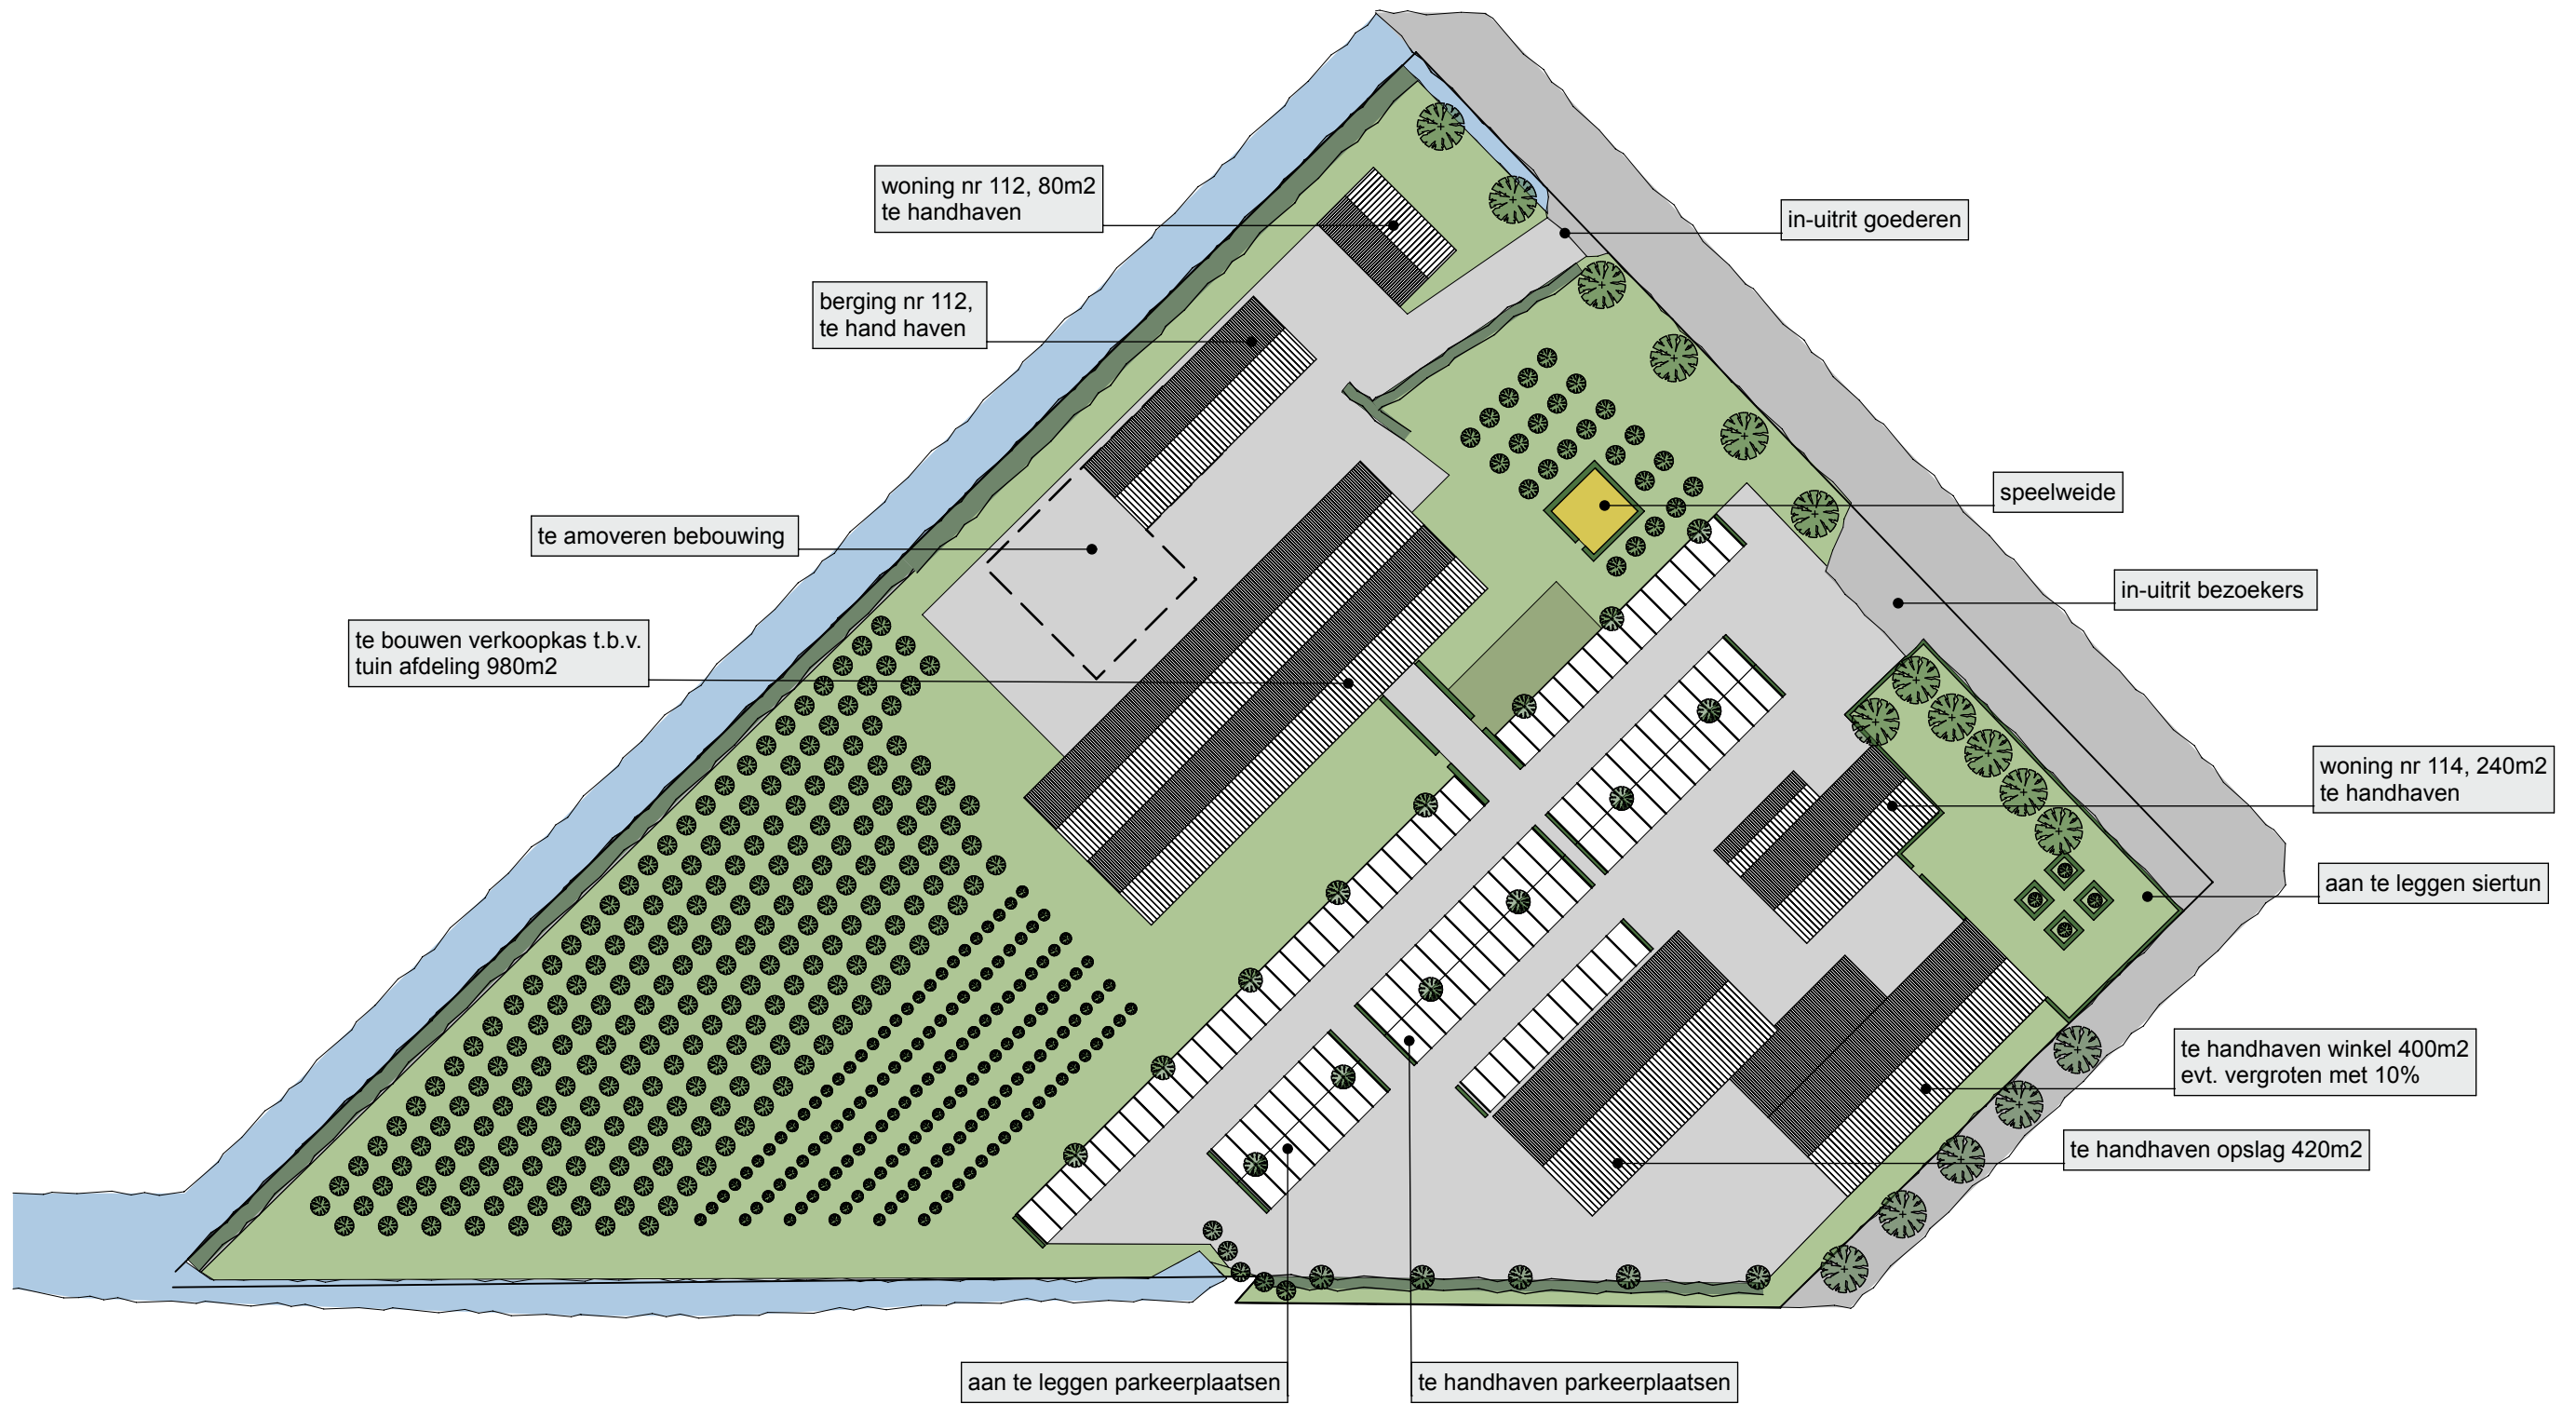 woning nr 112, 80m2
te handhaven
in-uitrit goederen
berging nr 112,
te hand haven
speelweide
te amoveren bebouwing
in-uitrit bezoekers
te bouwen verkoopkas t.b.v.
tuin afdeling 980m2
woning nr 114, 240m2
te handhaven
aan te leggen siertun
te handhaven winkel 400m2
evt. vergroten met 10%
te handhaven opslag 420m2
aan te leggen parkeerplaatsen
te handhaven parkeerplaatsen